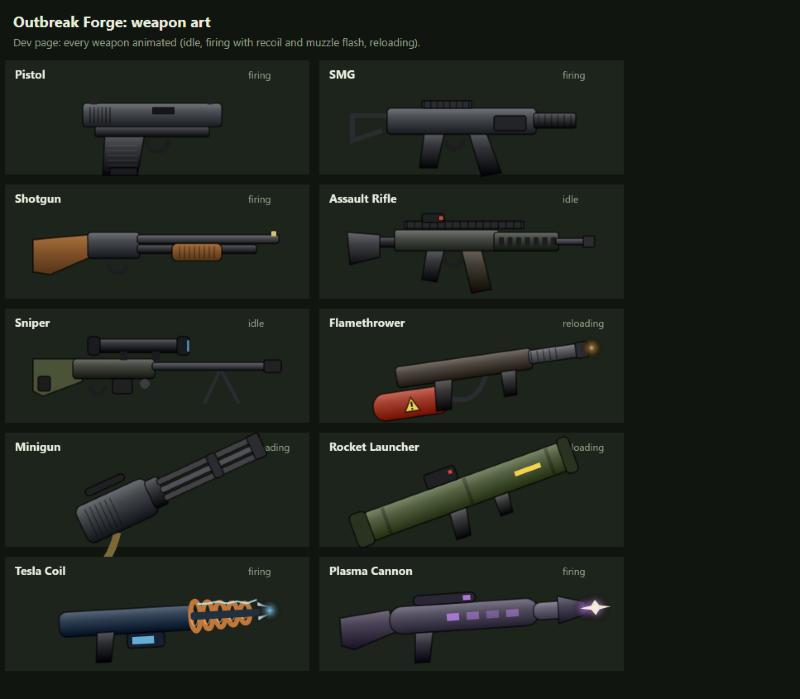 Outbreak Forge: weapon art
Dev page: every weapon animated (idle, firing with recoil and muzzle flash, reloading).
Pistol firing
SMG firing
Shotgun firing
Assault Rifle idle
Sniper idle
Flamethrower reloading
Minigun ading
Rocket Launcher loading
Tesla Coil firing
Plasma Cannon firing